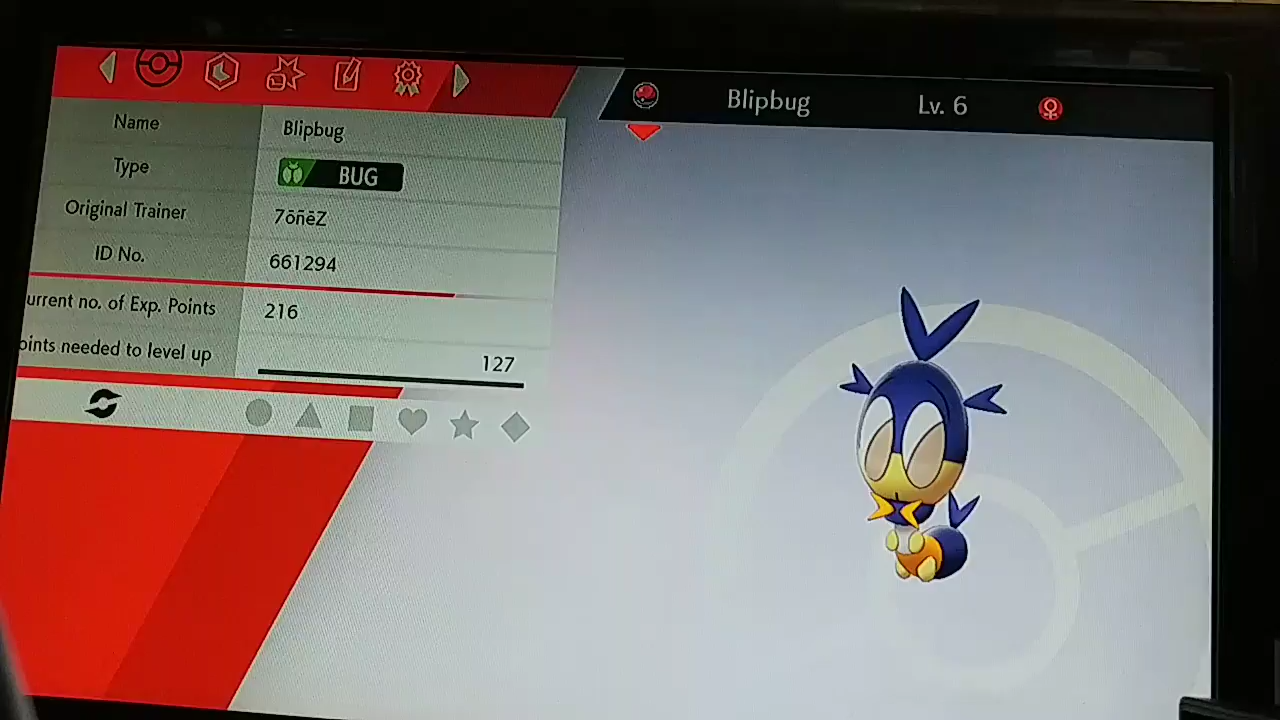 Blipbug Lv. 6
Name Blipbug
Type BUG
Original Trainer 7öñēZ
ID No. 661294
urrent no. of Exp. Points 216
oints needed to level up 127